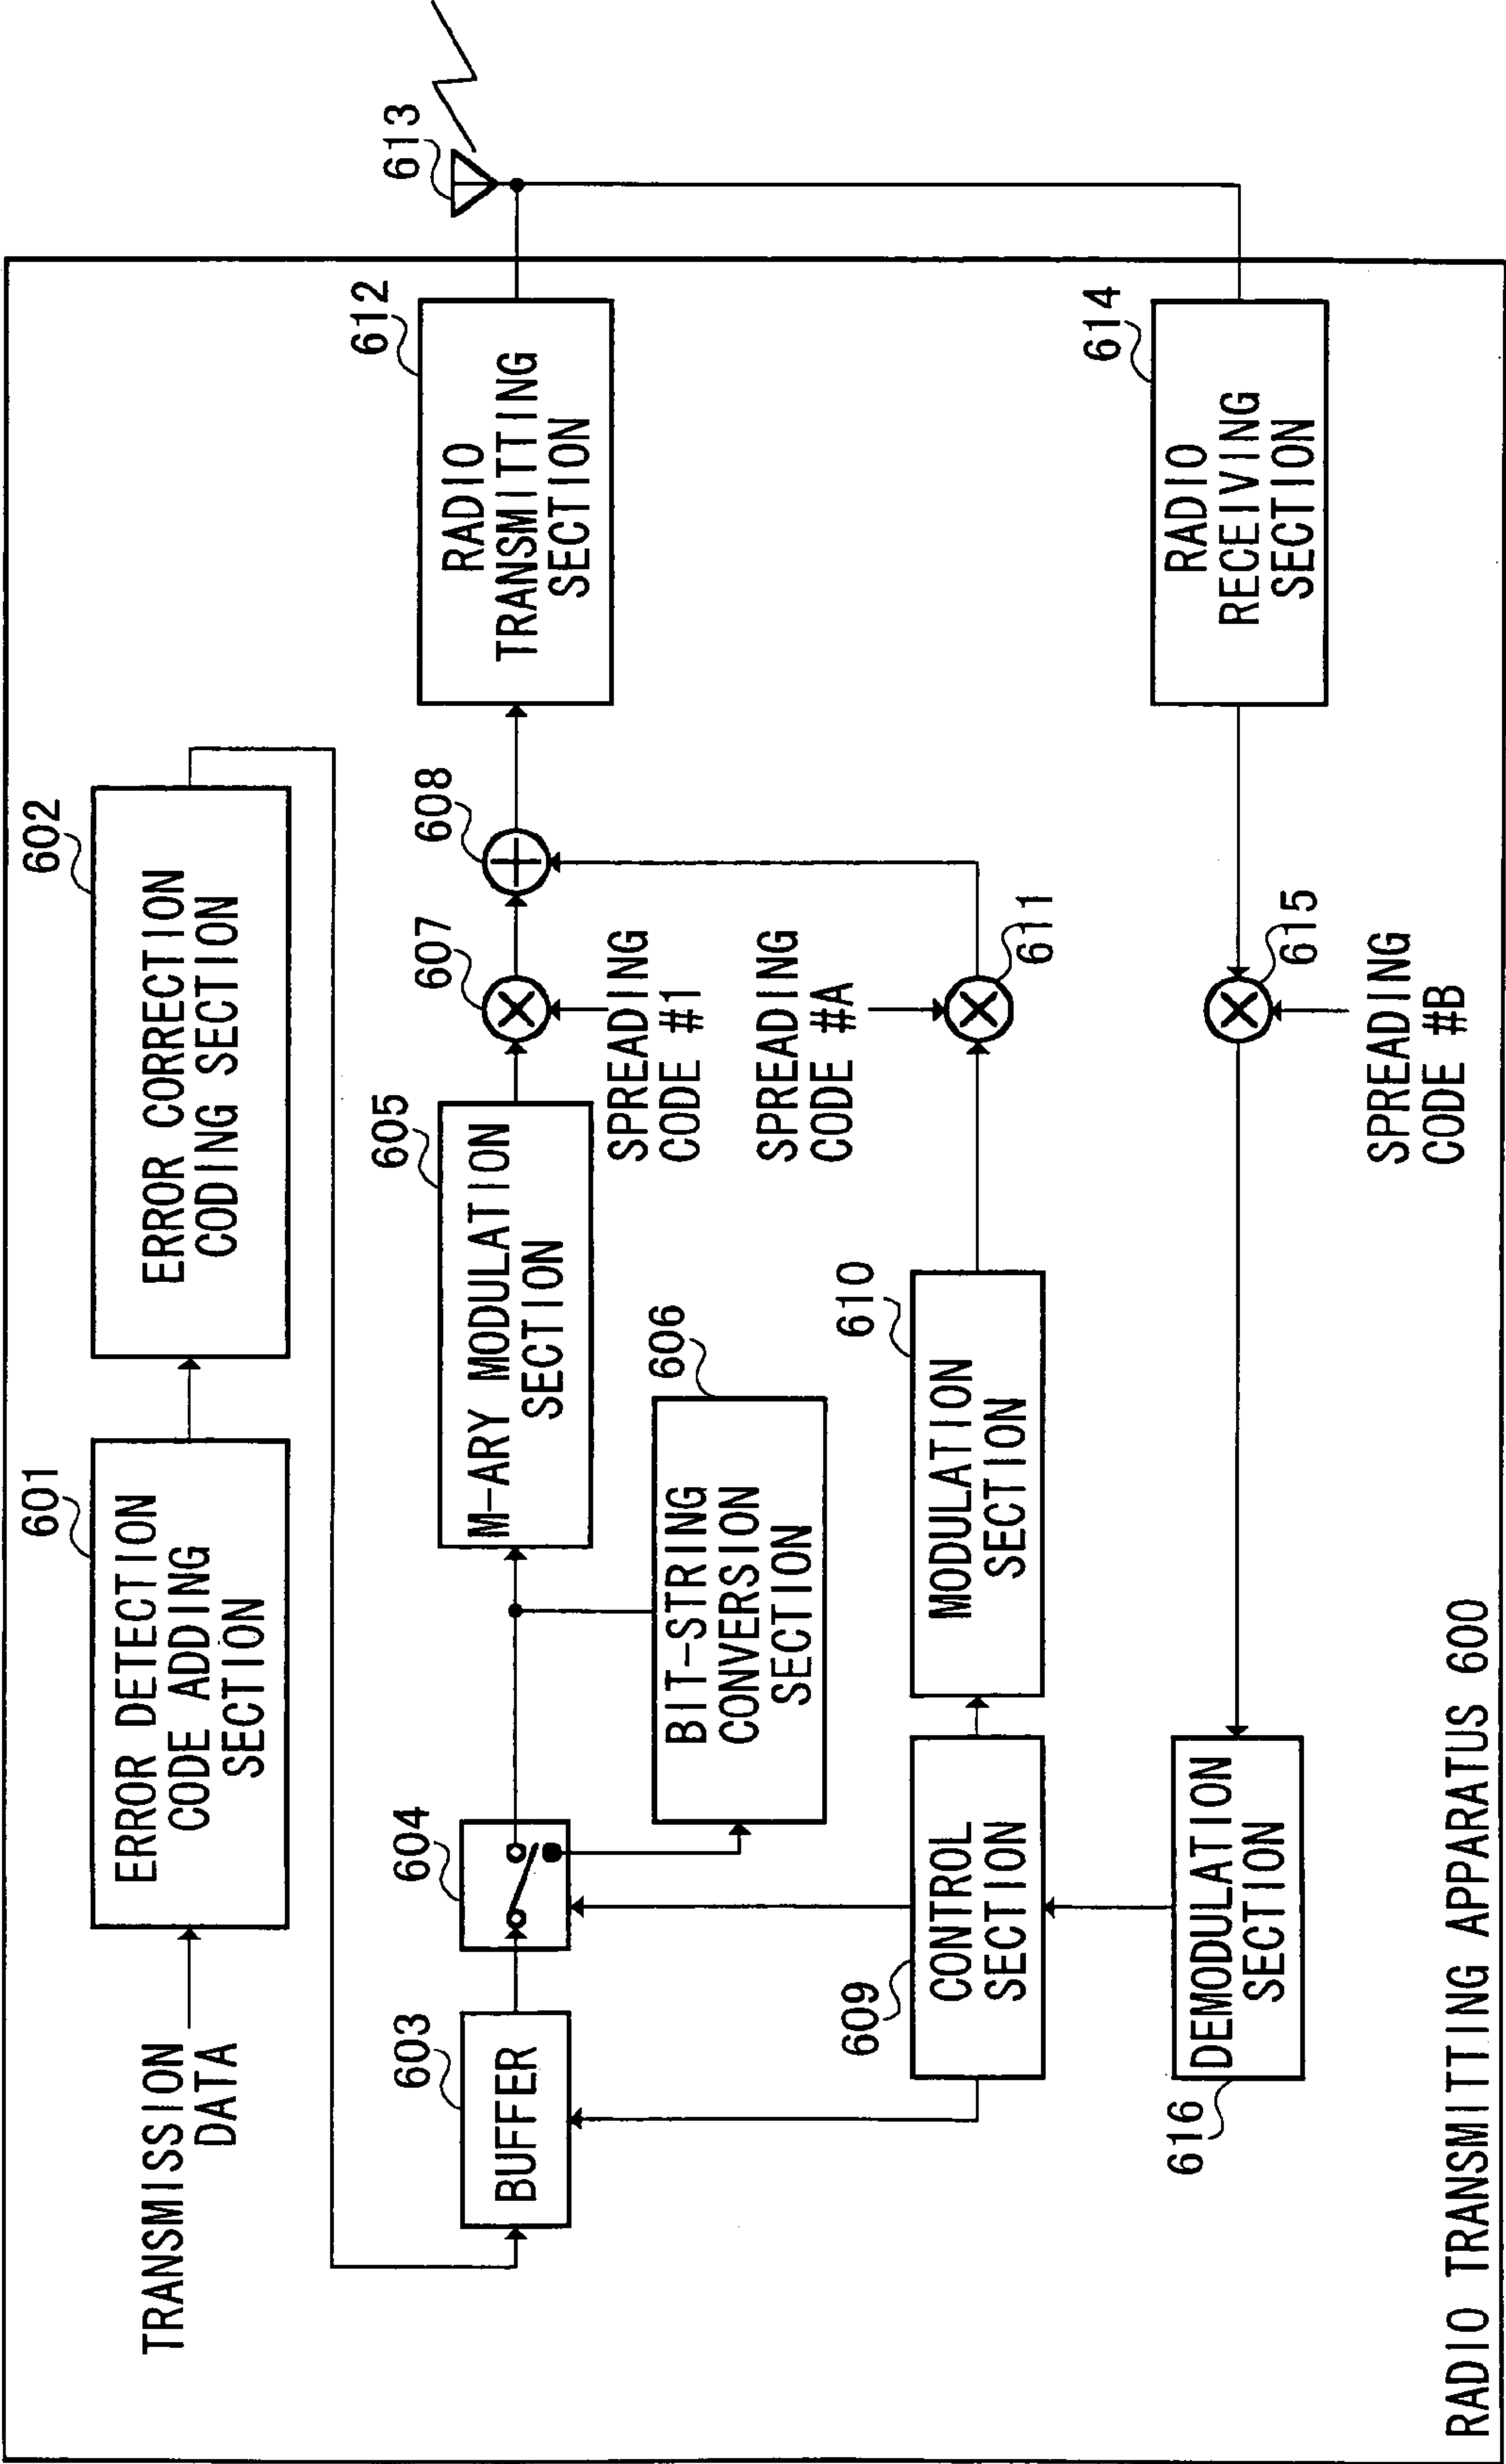 TRANSMISSION
DATA
601
ERROR DETECTION
CODE ADDING
SECTION
602
ERROR CORRECTION
CODING SECTION
603
BUFFER
604
605
M-ARY MODULATION
SECTION
606
BIT-STRING
CONVERSION
SECTION
607
SPREADING
CODE #1
608
612
RADIO
TRANSMITTING
SECTION
613
609
CONTROL
SECTION
610
MODULATION
SECTION
SPREADING
CODE #A
611
616
DEMODULATION
SECTION
615
SPREADING
CODE #B
614
RADIO
RECEIVING
SECTION
RADIO TRANSMITTING APPARATUS 600